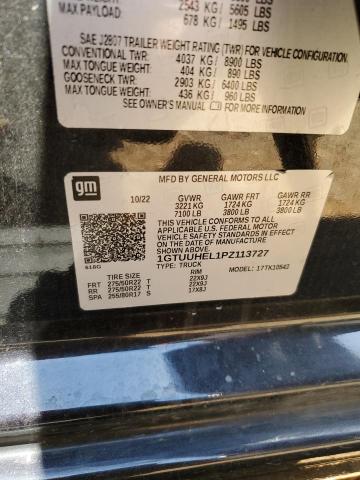 2543 KG / 5605 LBS
MAX PAYLOAD: 678 KG / 1495 LBS
SAE J2807 TRAILER WEIGHT RATING (TWR) FOR VEHICLE CONFIGURATION.
CONVENTIONAL TWR: 4037 KG / 8900 LBS
MAX TONGUE WEIGHT: 404 KG / 890 LBS
GOOSENECK TWR: 2903 KG / 6400 LBS
MAX TONGUE WEIGHT: 436 KG / 960 LBS
SEE OWNER'S MANUAL FOR MORE INFORMATION
gm
MFD BY GENERAL MOTORS LLC
10/22 GVWR GAWR FRT GAWR RR
3221 KG 1724 KG 1724 KG
7100 LB 3800 LB 3800 LB
THIS VEHICLE CONFORMS TO ALL
APPLICABLE U.S. FEDERAL MOTOR
VEHICLE SAFETY STANDARDS IN EFFECT
ON THE DATE OF MANUFACTURE
SHOWN ABOVE.
1GTUUHEL1PZ113727
TYPE: TRUCK
MODEL: 17TK10543
TIRE SIZE RIM
FRT 275/50R22 T 22X9J
RR 275/50R22 T 22X9J
SPA 255/80R17 S 17X8J